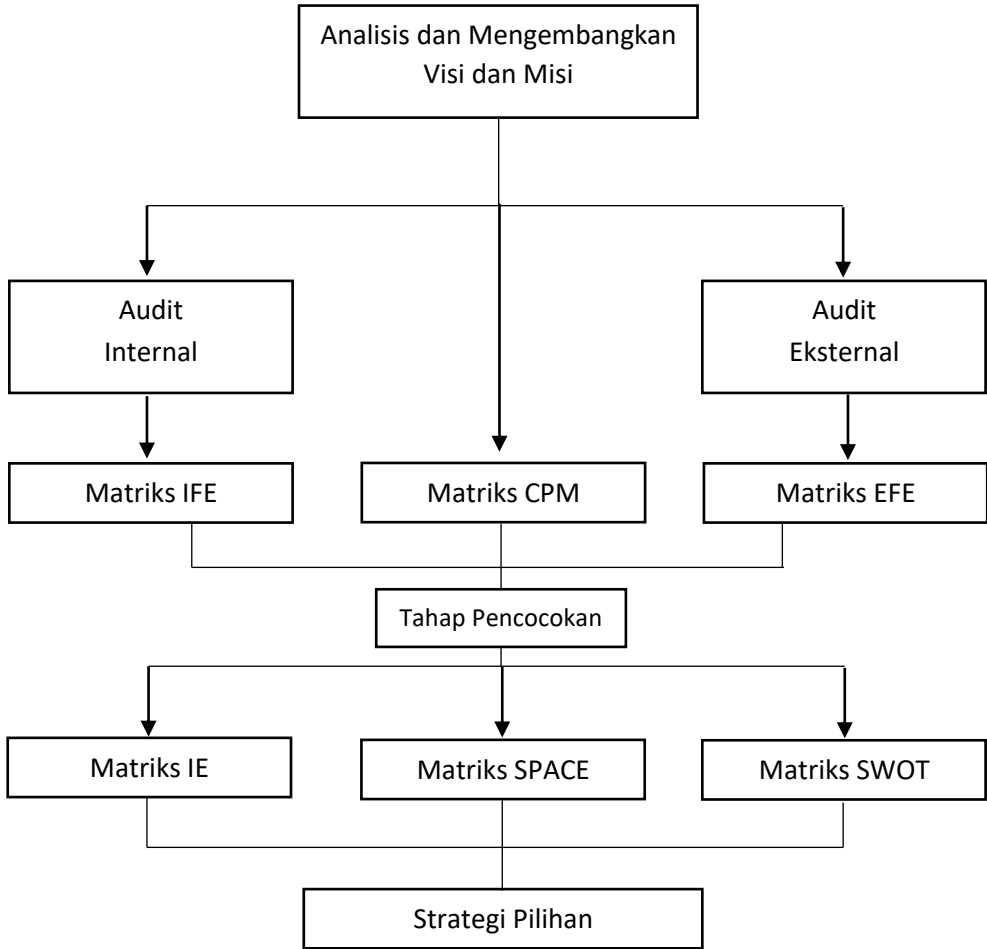 Analisis dan Mengembangkan
Visi dan Misi
Audit
Internal
Audit
Eksternal
Matriks IFE
Matriks CPM
Matriks EFE
Tahap Pencocokan
Matriks IE
Matriks SPACE
Matriks SWOT
Strategi Pilihan